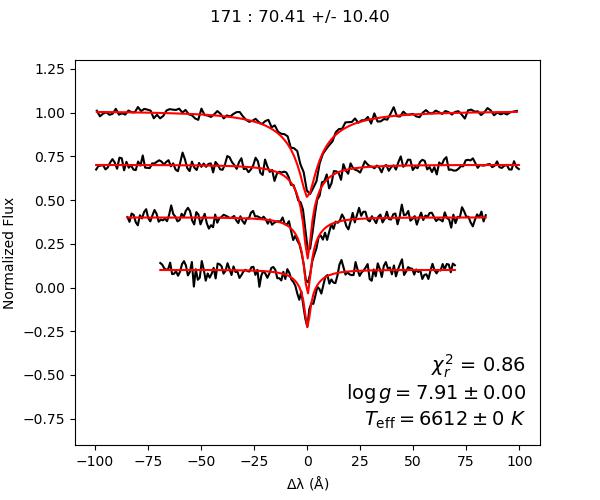 171 : 70.41 +/- 10.40
1.25
1.00
0.75
0.50
0.25
0.00
−0.25
−0.50
−0.75
Normalized Flux
χ²ᵣ = 0.86
log g = 7.91 ± 0.00
T_eff = 6612 ± 0 K
−100 −75 −50 −25 0 25 50 75 100
Δλ (Å)